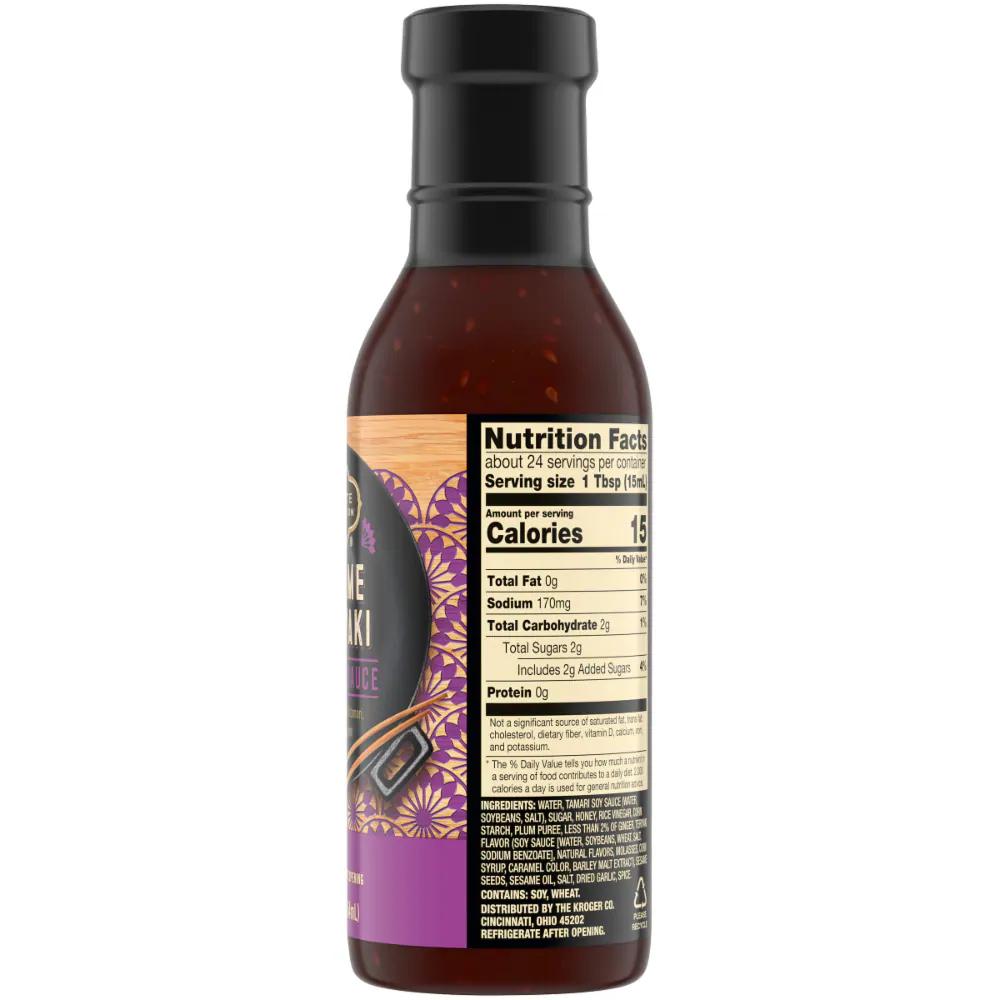 ME
AKI
AUCE
OPENING
mL)
Nutrition Facts
about 24 servings per container
Serving size 1 Tbsp (15mL
Amount per serving
Calories 15
% Daily Value*
Total Fat 0g 0%
Sodium 170mg 7%
Total Carbohydrate 2g 1%
Total Sugars 2g
Includes 2g Added Sugars 4%
Protein 0g
Not a significant source of saturated fat, trans fat,
cholesterol, dietary fiber, vitamin D, calcium, iron,
and potassium.
* The % Daily Value tells you how much a nutrient in
a serving of food contributes to a daily diet. 2,000
calories a day is used for general nutrition advice.
INGREDIENTS: WATER, TAMARI SOY SAUCE (WATER,
SOYBEANS, SALT), SUGAR, HONEY, RICE VINEGAR, CORN
STARCH, PLUM PUREE, LESS THAN 2% OF GINGER, TERIYAKI
FLAVOR (SOY SAUCE [WATER, SOYBEANS, WHEAT, SALT,
SODIUM BENZOATE], NATURAL FLAVORS, MOLASSES, CORN
SYRUP, CARAMEL COLOR, BARLEY MALT EXTRACT), SESAME
SEEDS, SESAME OIL, SALT, DRIED GARLIC, SPICE.
CONTAINS: SOY, WHEAT.
DISTRIBUTED BY THE KROGER CO.
CINCINNATI, OHIO 45202
REFRIGERATE AFTER OPENING.
PLEASE
RECYCLE